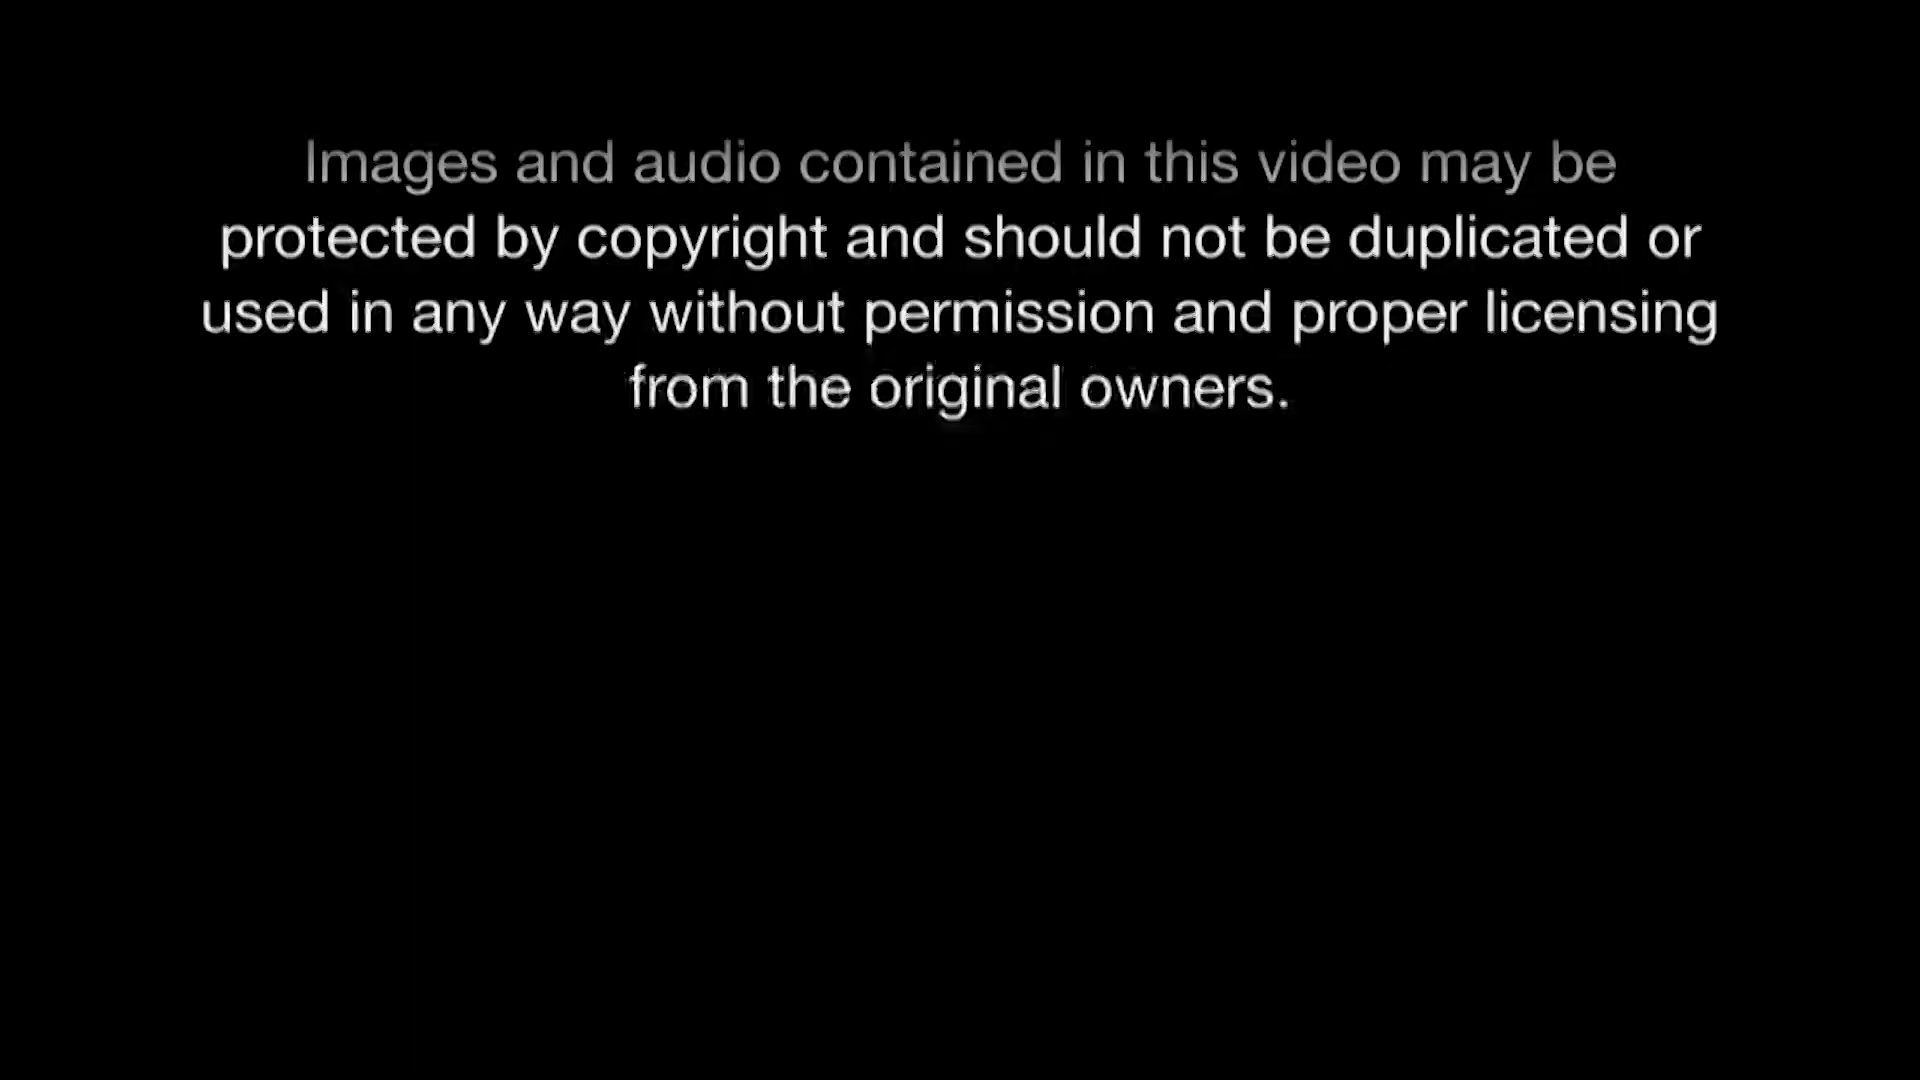 Images and audio contained in this video may be
protected by copyright and should not be duplicated or
used in any way without permission and proper licensing
from the original owners.